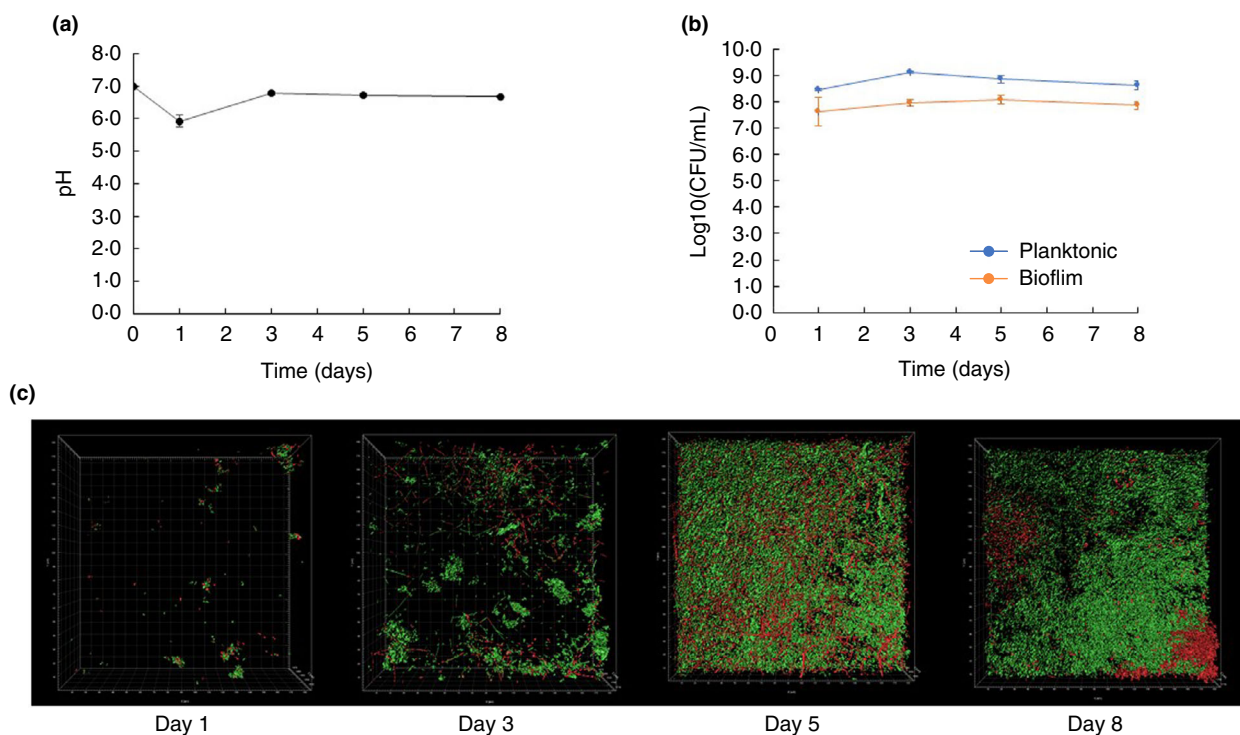 (a)
8·0
7·0
6·0
5·0
4·0
3·0
2·0
1·0
0·0
pH
0 1 2 3 4 5 6 7 8
Time (days)
(b)
10·0
9·0
8·0
7·0
6·0
5·0
4·0
3·0
2·0
1·0
0·0
Log10(CFU/mL)
Planktonic
Bioflim
0 1 2 3 4 5 6 7 8
Time (days)
(c)
Day 1 Day 3 Day 5 Day 8